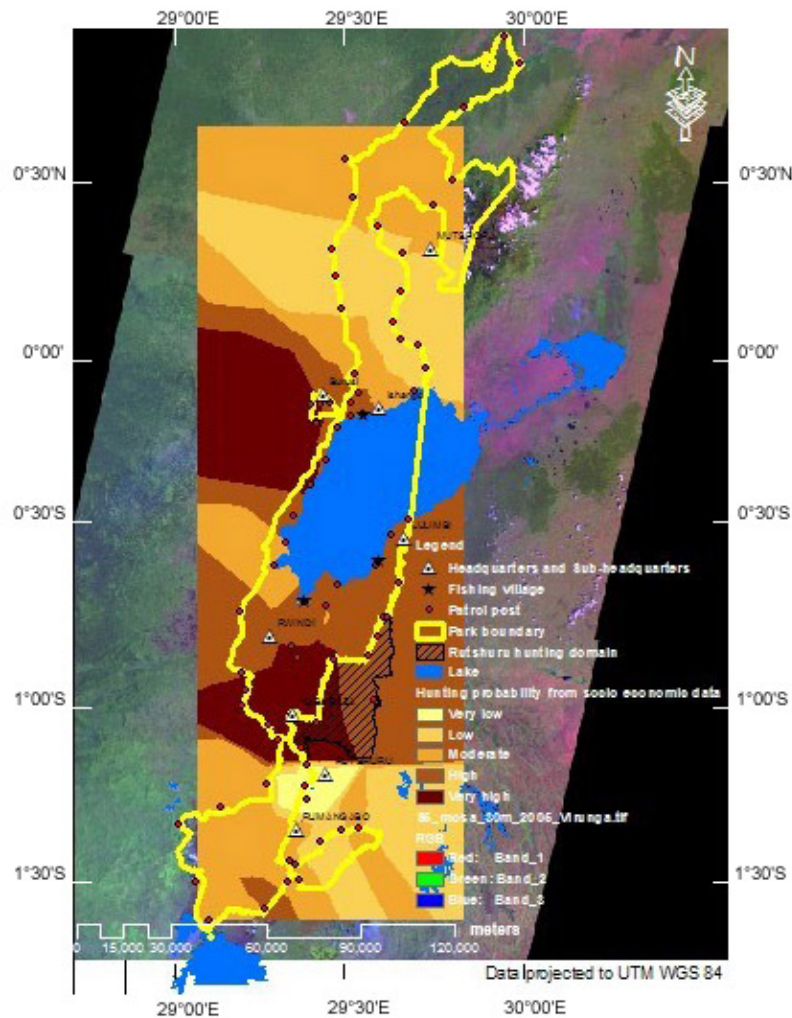 29°00'E 29°30'E 30°00'E
N
0°30'N 0°30'N
0°00' 0°00'
0°30'S 0°30'S
LULIMBI
Legend
Headquarters and Sub-headquarters
Fishing village
Patrol post
RWINDI
Park boundary
Rutshuru hunting domain
Lake
1°00'S 1°00'S
Hunting probability from socio economic data
Very low
Low
Moderate
High
Very high
RUMANGABO
RGB
Red: Band_1
Green: Band_2
Blue: Band_3
1°30'S 1°30'S
meters
0 15,000 30,000 60,000 90,000 120,000
Data projected to UTM WGS 84
29°00'E 29°30'E 30°00'E